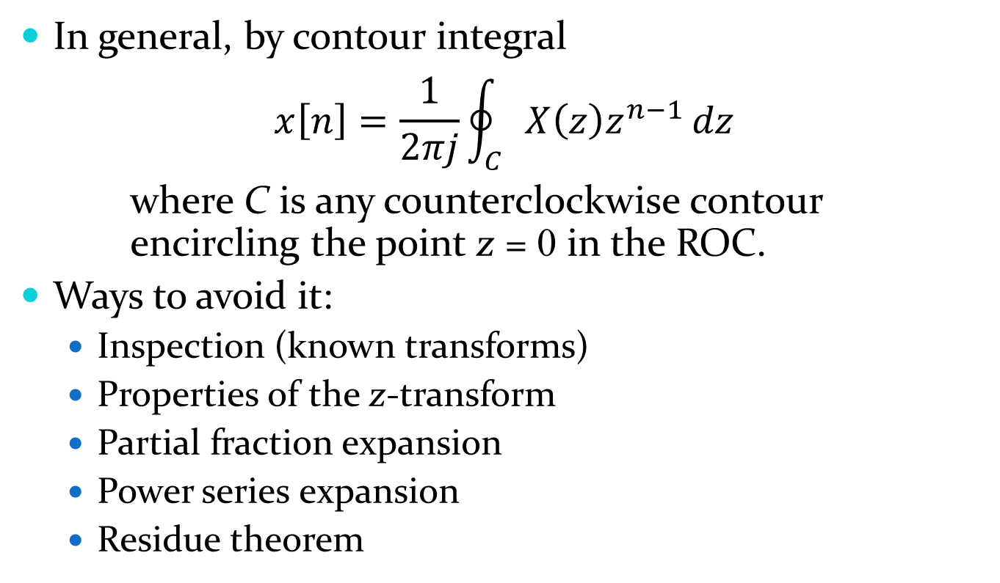 • In general, by contour integral
x[n] = \frac{1}{2πj} \oint_C X(z)z^{n−1} dz
where C is any counterclockwise contour
encircling the point z = 0 in the ROC.
• Ways to avoid it:
• Inspection (known transforms)
• Properties of the z-transform
• Partial fraction expansion
• Power series expansion
• Residue theorem